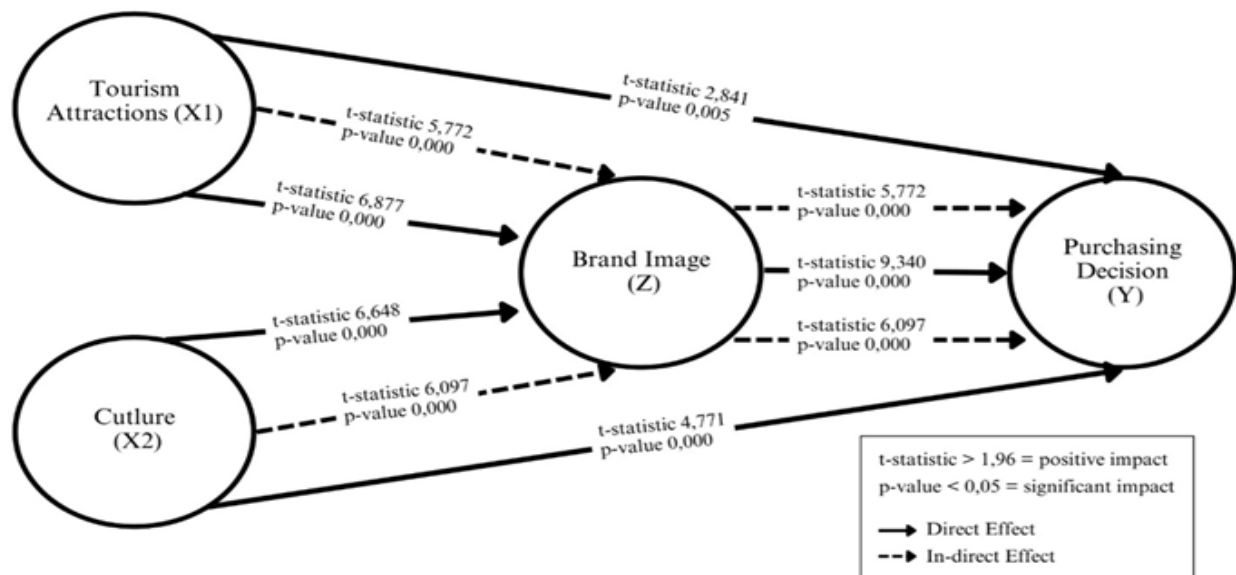 Tourism
Attractions (X1)
t-statistic 2,841
p-value 0,005
t-statistic 5,772
p-value 0,000
t-statistic 6,877
p-value 0,000
Brand Image
(Z)
t-statistic 5,772
p-value 0,000
t-statistic 9,340
p-value 0,000
t-statistic 6,097
p-value 0,000
Purchasing
Decision
(Y)
t-statistic 6,648
p-value 0,000
t-statistic 6,097
p-value 0,000
Cutlure
(X2)
t-statistic 4,771
p-value 0,000
t-statistic > 1,96 = positive impact
p-value < 0,05 = significant impact
Direct Effect
In-direct Effect